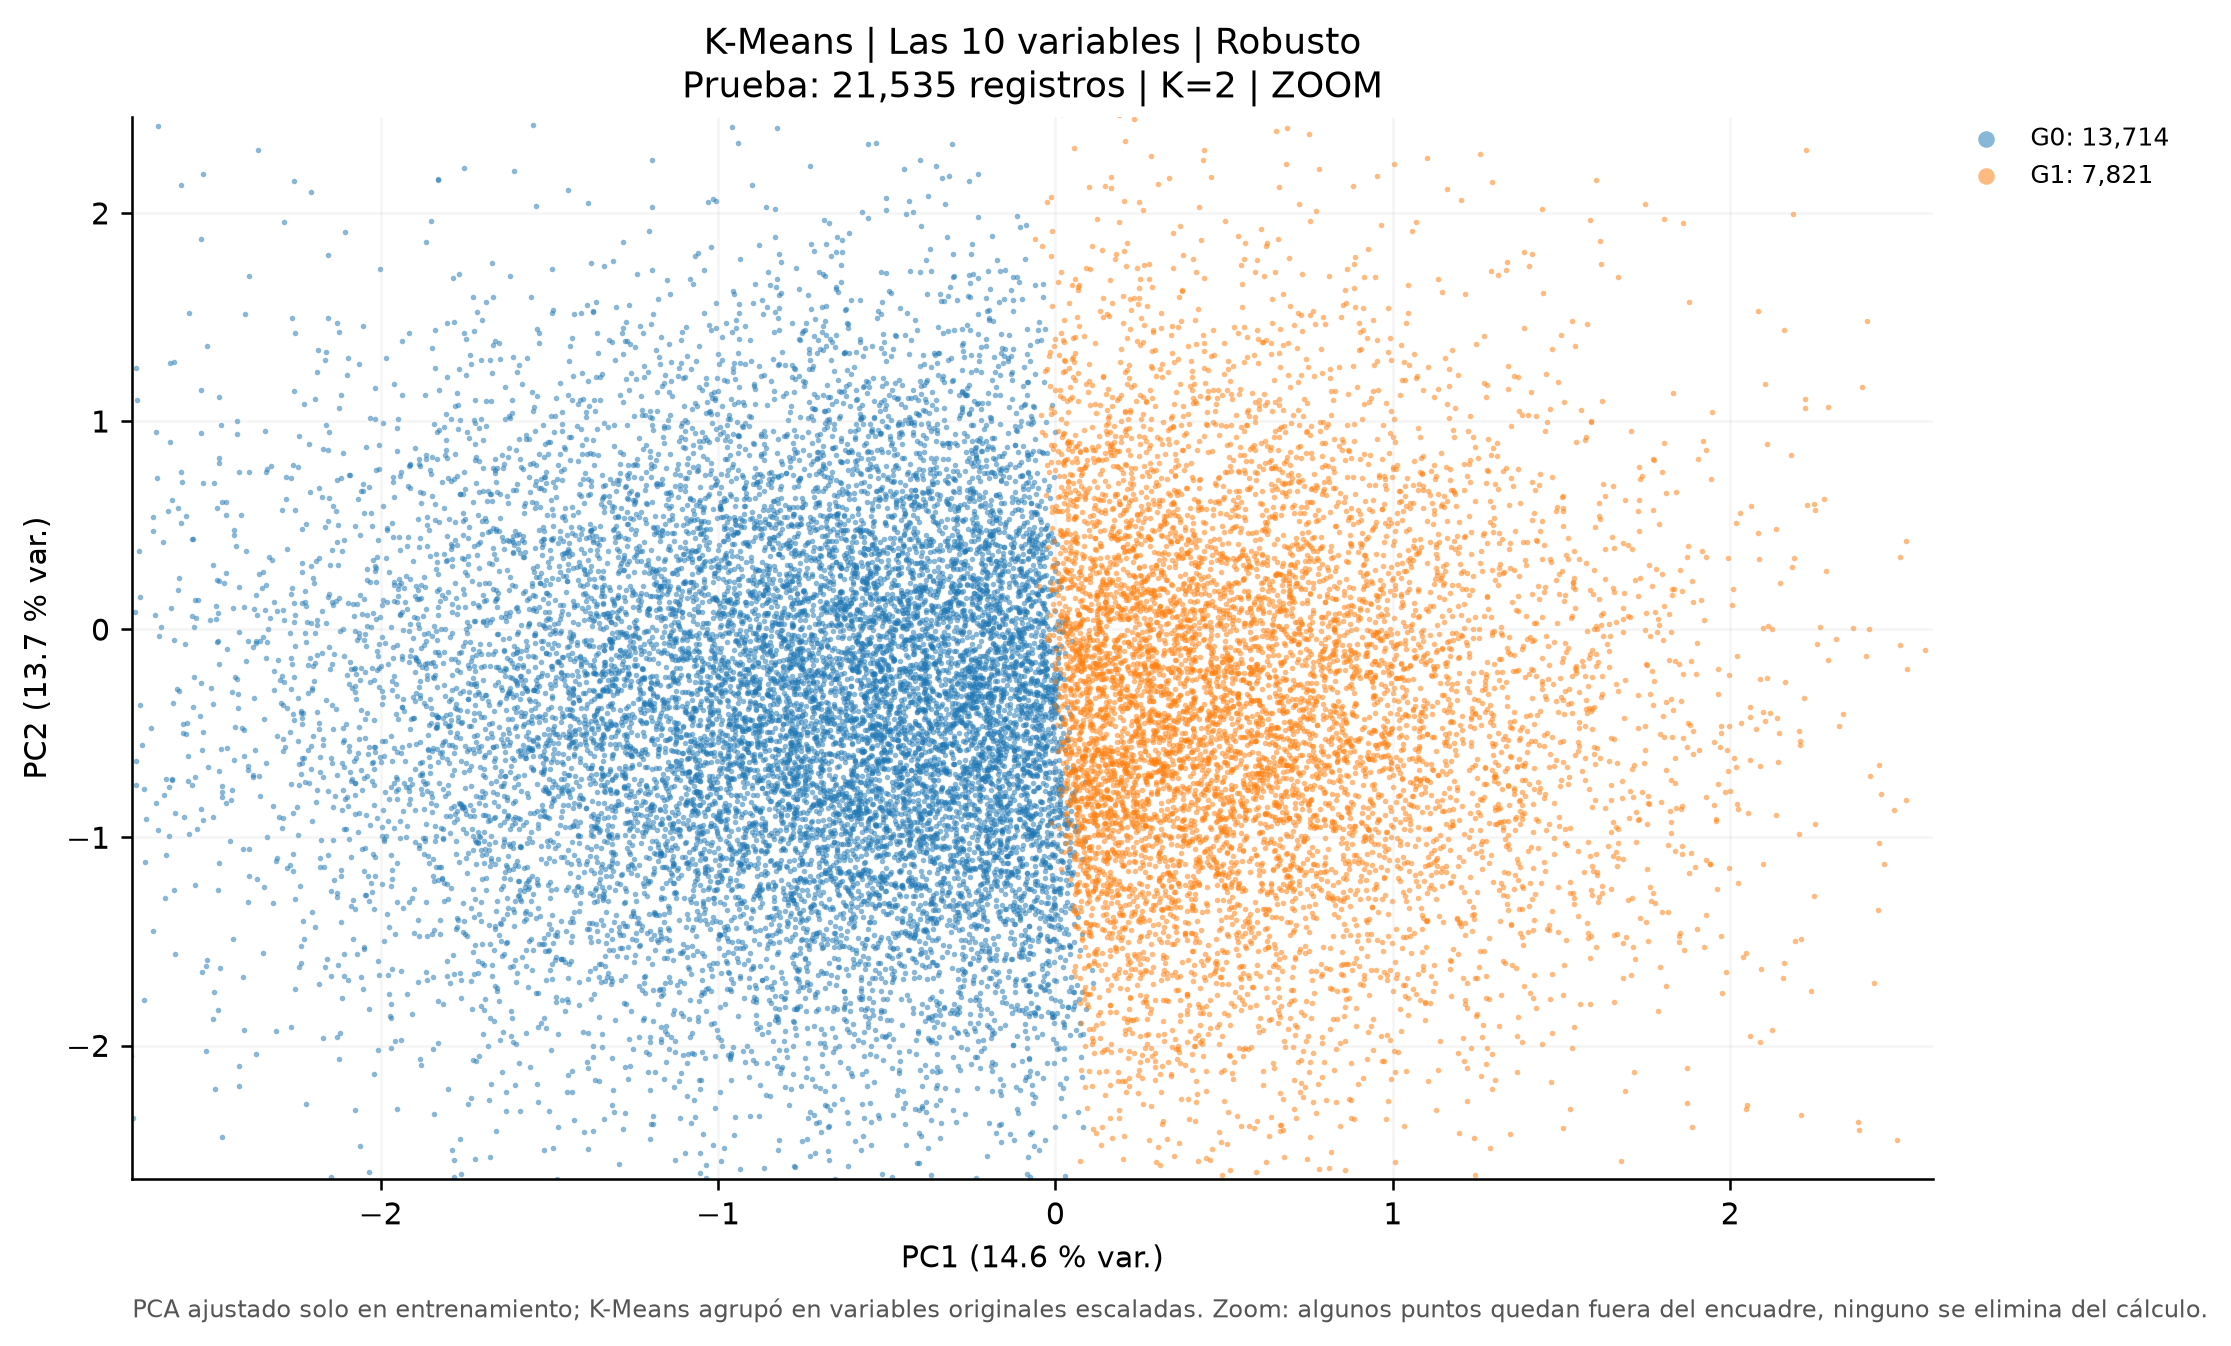 K-Means | Las 10 variables | Robusto
Prueba: 21,535 registros | K=2 | ZOOM
G0: 13,714
G1: 7,821
PC2 (13.7 % var.)
2
1
0
−1
−2
−2
−1
0
1
2
PC1 (14.6 % var.)
PCA ajustado solo en entrenamiento; K-Means agrupó en variables originales escaladas. Zoom: algunos puntos quedan fuera del encuadre, ninguno se elimina del cálculo.